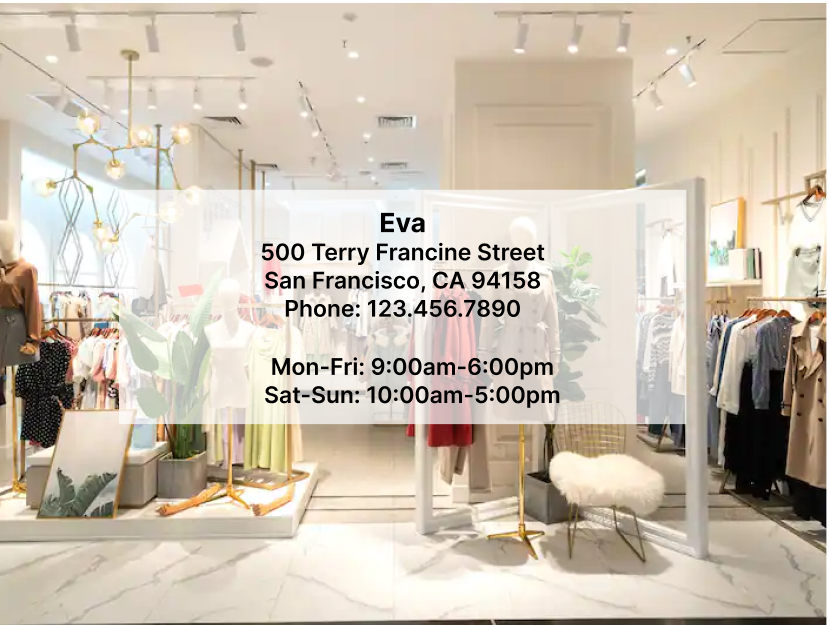 Eva
500 Terry Francine Street
San Francisco, CA 94158
Phone: 123.456.7890
Mon-Fri: 9:00am-6:00pm
Sat-Sun: 10:00am-5:00pm